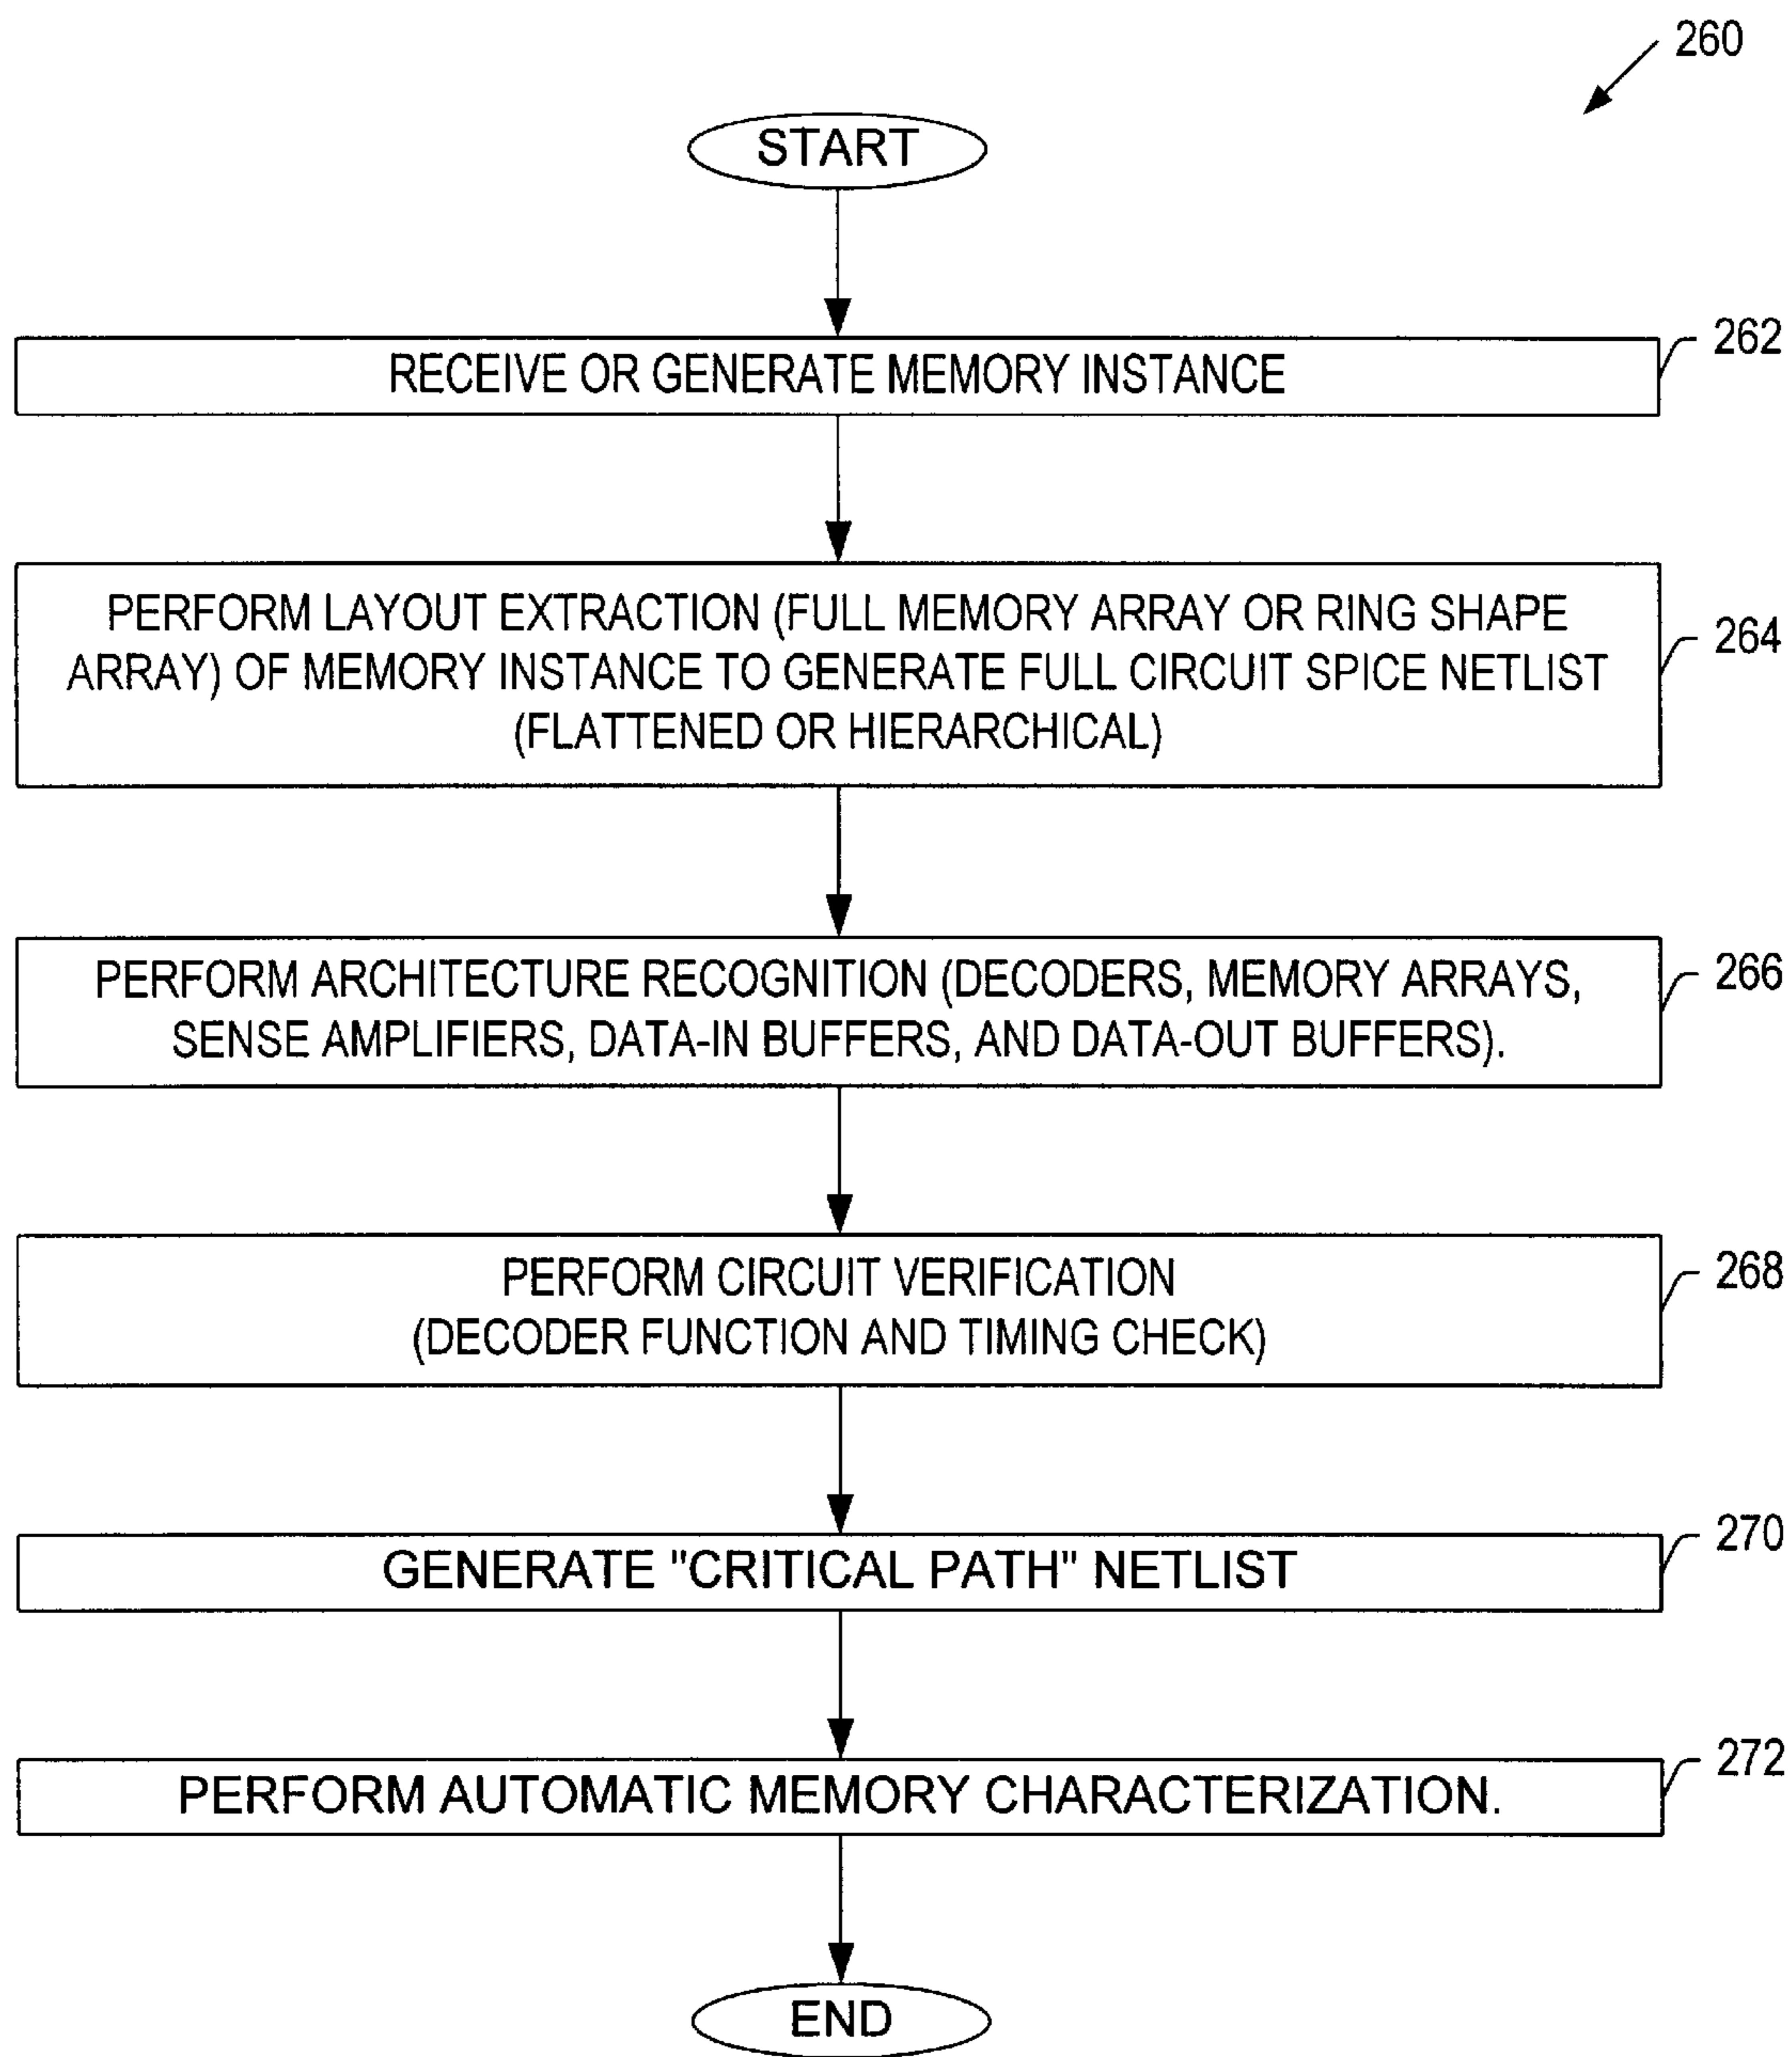 260
START
262
RECEIVE OR GENERATE MEMORY INSTANCE
PERFORM LAYOUT EXTRACTION (FULL MEMORY ARRAY OR RING SHAPE
ARRAY) OF MEMORY INSTANCE TO GENERATE FULL CIRCUIT SPICE NETLIST
(FLATTENED OR HIERARCHICAL)
264
PERFORM ARCHITECTURE RECOGNITION (DECODERS, MEMORY ARRAYS,
SENSE AMPLIFIERS, DATA-IN BUFFERS, AND DATA-OUT BUFFERS).
266
PERFORM CIRCUIT VERIFICATION
(DECODER FUNCTION AND TIMING CHECK)
268
GENERATE "CRITICAL PATH" NETLIST
270
PERFORM AUTOMATIC MEMORY CHARACTERIZATION.
272
END